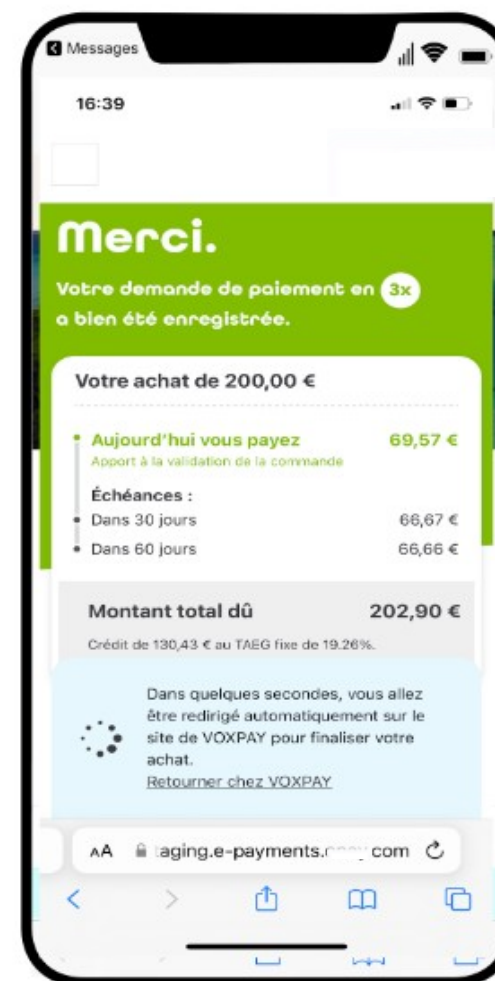 Messages
16:39
Merci.
Votre demande de paiement en 3x
a bien été enregistrée.
Votre achat de 200,00 €
Aujourd'hui vous payez 69,57 €
Apport à la validation de la commande
Échéances :
Dans 30 jours 66,67 €
Dans 60 jours 66,66 €
Montant total dû 202,90 €
Crédit de 130,43 € au TAEG fixe de 19.26%.
Dans quelques secondes, vous allez
être redirigé automatiquement sur le
site de VOXPAY pour finaliser votre
achat.
Retourner chez VOXPAY
AA aging.e-payments. com